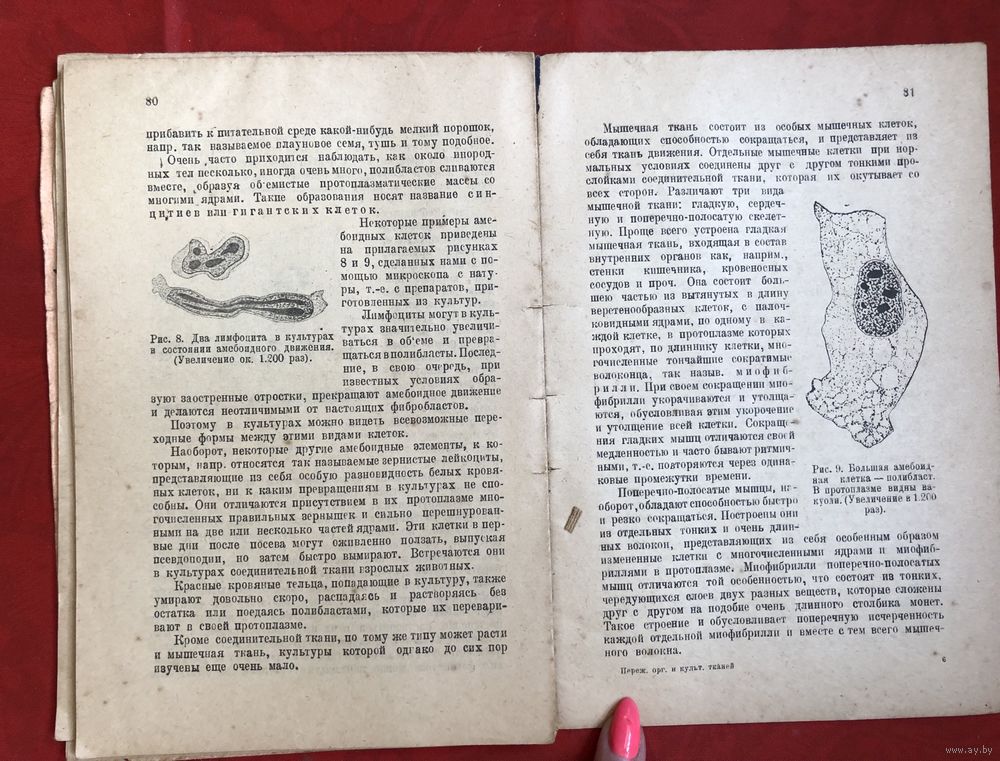 80
прибавить к питательной среде какой-нибудь мелкий порошок,
напр. так называемое плауновое семя, тушь и тому подобное.
Очень часто приходится наблюдать, как около инород-
ных тел несколько, иногда очень много, полибластов сливаются
вместе, образуя об'емистые протоплазматические массы со
многими ядрами. Такие образования носят название син-
цитиев или гигантских клеток.
Некоторые примеры аме-
боидных клеток приведены
на прилагаемых рисунках
8 и 9, сделанных нами с по-
мощью микроскопа с нату-
ры, т.-е. с препаратов, при-
готовленных из культур.
Лимфоциты могут в куль-
турах значительно увеличи-
ваться в об'еме и превра-
щаться в полибласты. Послед-
ние, в свою очередь, при
известных условиях обра-
Рис. 8. Два лимфоцита в культурах
в состоянии амебоидного движения.
(Увеличение ок. 1.200 раз).
зуют заостренные отростки, прекращают амебоидное движение
и делаются неотличимыми от настоящих фибробластов.
Поэтому в культурах можно видеть всевозможные пере-
ходные формы между этими видами клеток.
Наоборот, некоторые другие амебоидные элементы, к ко-
торым, напр. относятся так называемые зернистые лейкоциты,
представляющие из себя особую разновидность белых кровя-
ных клеток, ни к каким превращениям в культурах не спо-
собны. Они отличаются присутствием в их протоплазме мно-
гочисленных правильных зернышек и сильно перешнурован-
ными на две или несколько частей ядрами. Эти клетки в пер-
вые дни после посева могут оживленно ползать, выпуская
псевдоподии, но затем быстро вымирают. Встречаются они
в культурах соединительной ткани взрослых животных.
Красные кровяные тельца, попадающие в культуру, также
умирают довольно скоро, распадаясь и растворяясь без
остатка или поедаясь полибластами, которые их перевари-
вают в своей протоплазме.
Кроме соединительной ткани, по тому же типу может расти
и мышечная ткань, культуры которой однако до сих пор
изучены еще очень мало.
81
Мышечная ткань состоит из особых мышечных клеток,
обладающих способностью сокращаться, и представляет из
себя ткань движения. Отдельные мышечные клетки при нор-
мальных условиях соединены друг с другом тонкими про-
слойками соединительной ткани, которая их окутывает со
всех сторон. Различают три вида
мышечной ткани: гладкую, сердеч-
ную и поперечно-полосатую скелет-
ную. Проще всего устроена гладкая
мышечная ткань, входящая в состав
внутренних органов как, наприм.,
стенки кишечника, кровеносных
сосудов и проч. Она состоит боль-
шею частью из вытянутых в длину
веретенообразных клеток, с палоч-
ковидными ядрами, по одному в ка-
ждой клетке, в протоплазме которых
проходят, по длиннику клетки, мно-
гочисленные тончайшие сократимые
волоконца, так назыв. миофиб-
рилли. При своем сокращении мио-
фибрилли укорачиваются и утолща-
ются, обусловливая этим укорочение
и утолщение всей клетки. Сокраще-
ния гладких мышц отличаются своей
медленностью и часто бывают ритмич-
ными, т.-е. повторяются через одина-
ковые промежутки времени.
Поперечно-полосатые мышцы, на-
оборот, обладают способностью быстро
и резко сокращаться. Построены они
из отдельных тонких и очень длин-
Рис. 9. Большая амебоид-
ная клетка — полибласт.
В протоплазме видны ва-
куоли. (Увеличение в 1.200
раз).
ных волокон, представляющих из себя особенным образом
измененные клетки с многочисленными ядрами и миофиб-
риллями в протоплазме. Миофибрилли поперечно-полосатых
мышц отличаются той особенностью, что состоят из тонких,
чередующихся слоев двух разных веществ, которые сложены
друг с другом на подобие очень длинного столбика монет.
Такое строение и обусловливает поперечную исчерченность
каждой отдельной миофибрилли и вместе с тем всего мышеч-
ного волокна.
Переж. орг. и культ. тканей
6
www.ay.by